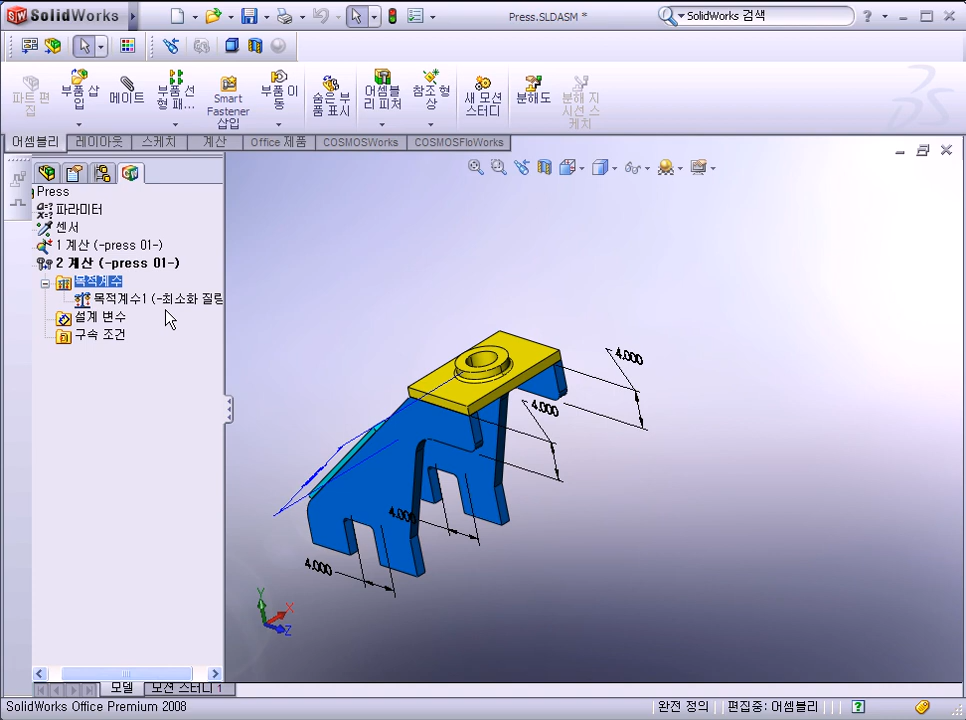 SolidWorks
Press.SLDASM *
SolidWorks 검색
파트 편집
부품 삽입
메이트
부품 선형 패...
Smart Fastener 삽입
부품 이동
숨은 부품 표시
어셈블리 피처
참조 형상
새 모션 스터디
분해도
분해 지시선 스케치
어셈블리
레이아웃
스케치
계산
Office 제품
COSMOSWorks
COSMOSFloWorks
Press
파라미터
센서
1 계산 (-press 01-)
2 계산 (-press 01-)
목적계수
목적계수1 (-최소화 질량
설계 변수
구속 조건
4.000
4.000
4.000
4.000
Y
X
Z
모델
모션 스터디 1
SolidWorks Office Premium 2008
완전 정의
편집중: 어셈블리